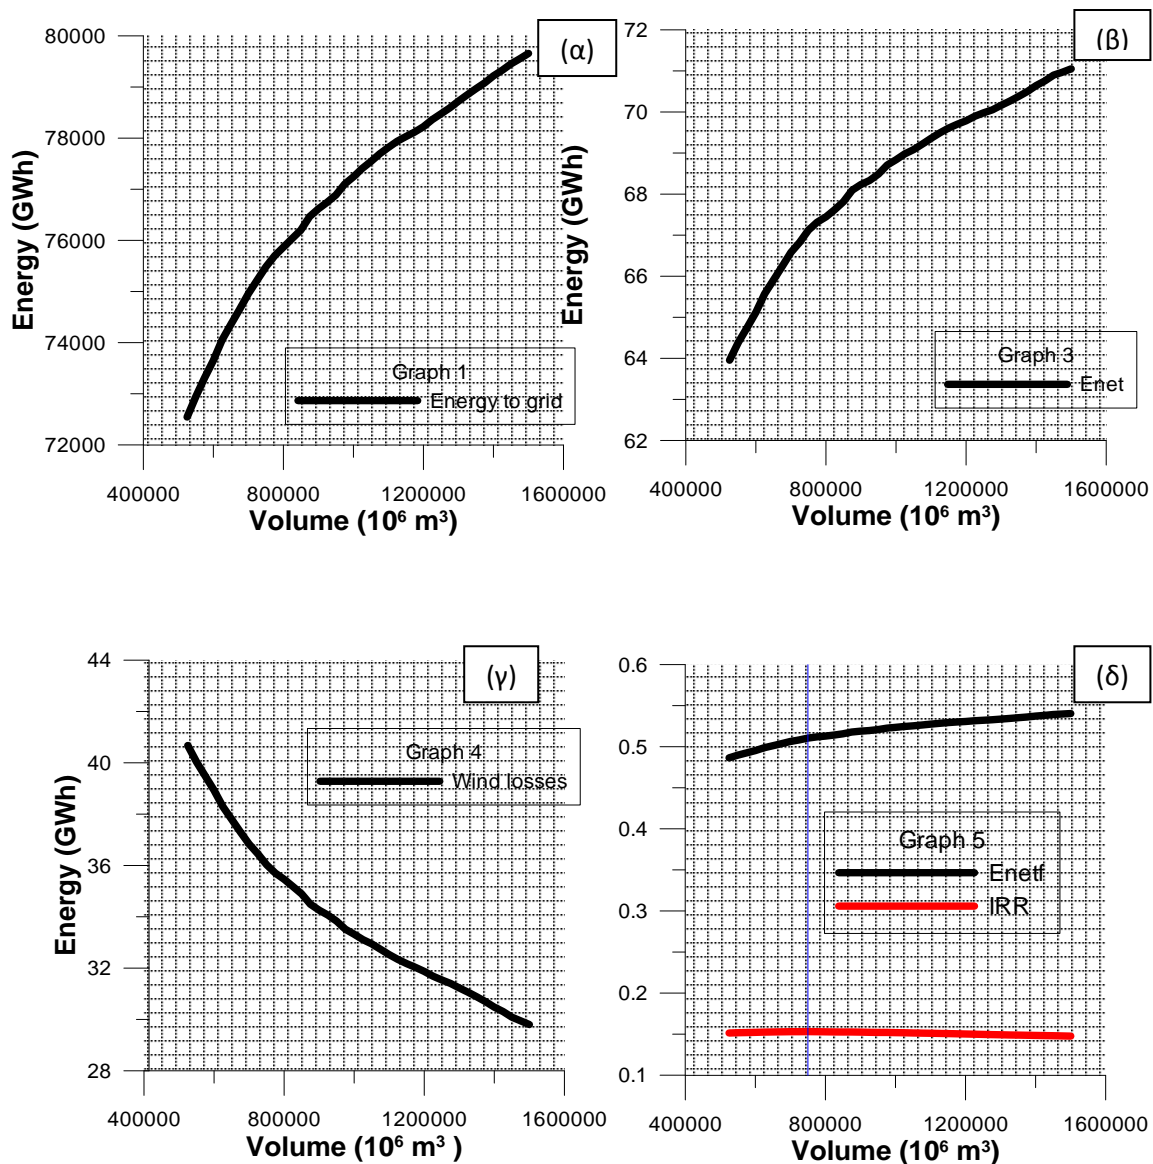 (α)
80000
78000
76000
74000
72000
Energy (GWh)
Graph 1
Energy to grid
400000 800000 1200000 1600000
Volume (10⁶ m³)
(β)
72
70
68
66
64
62
Energy (GWh)
Graph 3
Enet
400000 800000 1200000 1600000
Volume (10⁶ m³)
(γ)
44
40
36
32
28
Energy (GWh)
Graph 4
Wind losses
400000 800000 1200000 1600000
Volume (10⁶ m³ )
(δ)
0.6
0.5
0.4
0.3
0.2
0.1
Graph 5
Enetf
IRR
400000 800000 1200000 1600000
Volume (10⁶ m³)